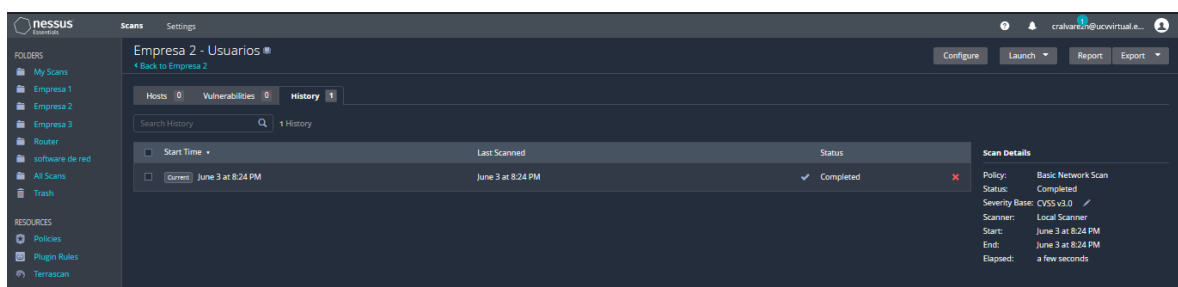 nessus
Essentials
Scans
Settings
FOLDERS
My Scans
Empresa 1
Empresa 2
Empresa 3
Router
software de red
All Scans
Trash
RESOURCES
Policies
Plugin Rules
Terrascan
Empresa 2 - Usuarios
Back to Empresa 2
Configure
Launch
Report
Export
Hosts 0
Vulnerabilities 0
History 1
Search History
1 History
Start Time
Last Scanned
Status
Current June 3 at 8:24 PM
June 3 at 8:24 PM
Completed
Scan Details
Policy: Basic Network Scan
Status: Completed
Severity Base: CVSS v3.0
Scanner: Local Scanner
Start: June 3 at 8:24 PM
End: June 3 at 8:24 PM
Elapsed: a few seconds